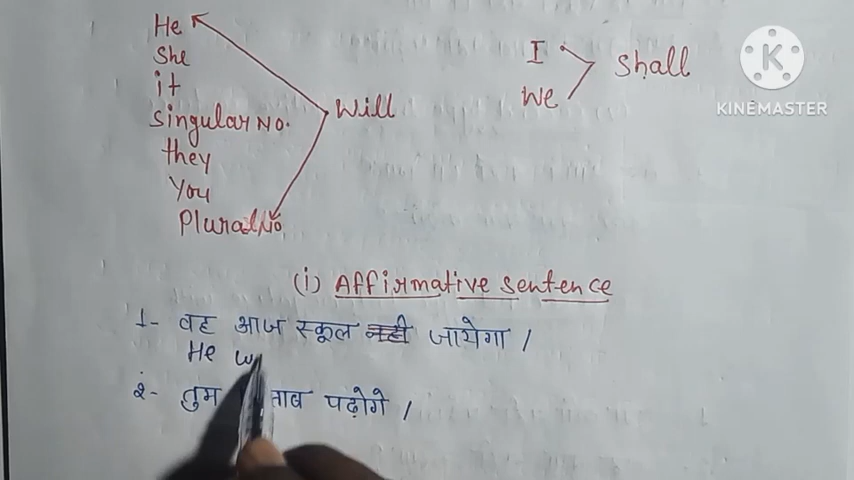 He
She
it
Singular No.
they
You
Plural No.
Will
I
We
Shall
KINEMASTER
(i) Affirmative sentence
1- वह आज स्कूल नही जायेगा /
He w
2- तुम पढ़ोगे /